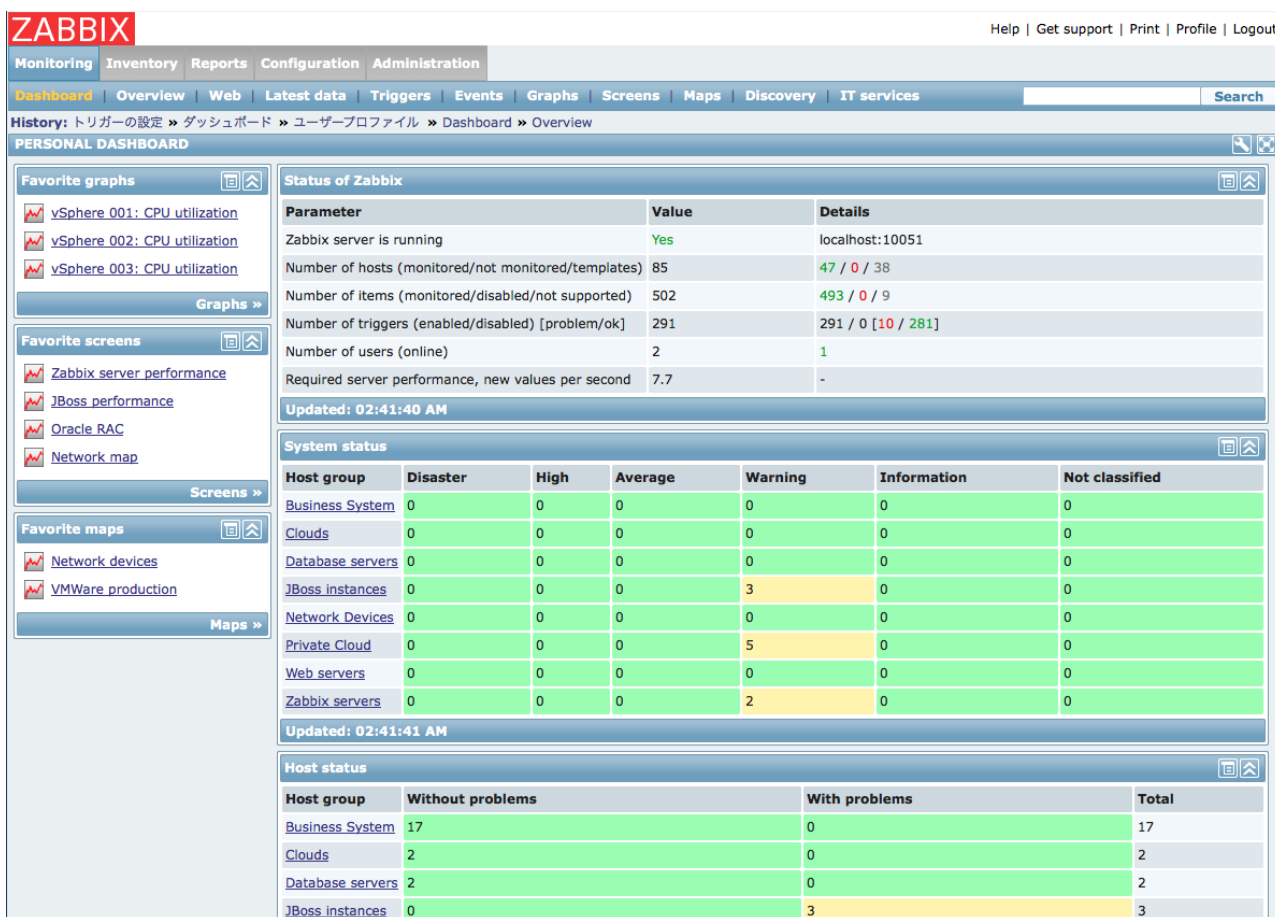 ZABBIX
Help | Get support | Print | Profile | Logout
Monitoring Inventory Reports Configuration Administration
Dashboard | Overview | Web | Latest data | Triggers | Events | Graphs | Screens | Maps | Discovery | IT services Search
History: トリガーの設定 » ダッシュボード » ユーザープロファイル » Dashboard » Overview
PERSONAL DASHBOARD
Favorite graphs
vSphere 001: CPU utilization
vSphere 002: CPU utilization
vSphere 003: CPU utilization
Graphs »
Favorite screens
Zabbix server performance
JBoss performance
Oracle RAC
Network map
Screens »
Favorite maps
Network devices
VMWare production
Maps »
Status of Zabbix
Parameter Value Details
Zabbix server is running Yes localhost:10051
Number of hosts (monitored/not monitored/templates) 85 47 / 0 / 38
Number of items (monitored/disabled/not supported) 502 493 / 0 / 9
Number of triggers (enabled/disabled) [problem/ok] 291 291 / 0 [10 / 281]
Number of users (online) 2 1
Required server performance, new values per second 7.7 -
Updated: 02:41:40 AM
System status
Host group Disaster High Average Warning Information Not classified
Business System 0 0 0 0 0 0
Clouds 0 0 0 0 0 0
Database servers 0 0 0 0 0 0
JBoss instances 0 0 0 3 0 0
Network Devices 0 0 0 0 0 0
Private Cloud 0 0 0 5 0 0
Web servers 0 0 0 0 0 0
Zabbix servers 0 0 0 2 0 0
Updated: 02:41:41 AM
Host status
Host group Without problems With problems Total
Business System 17 0 17
Clouds 2 0 2
Database servers 2 0 2
JBoss instances 0 3 3